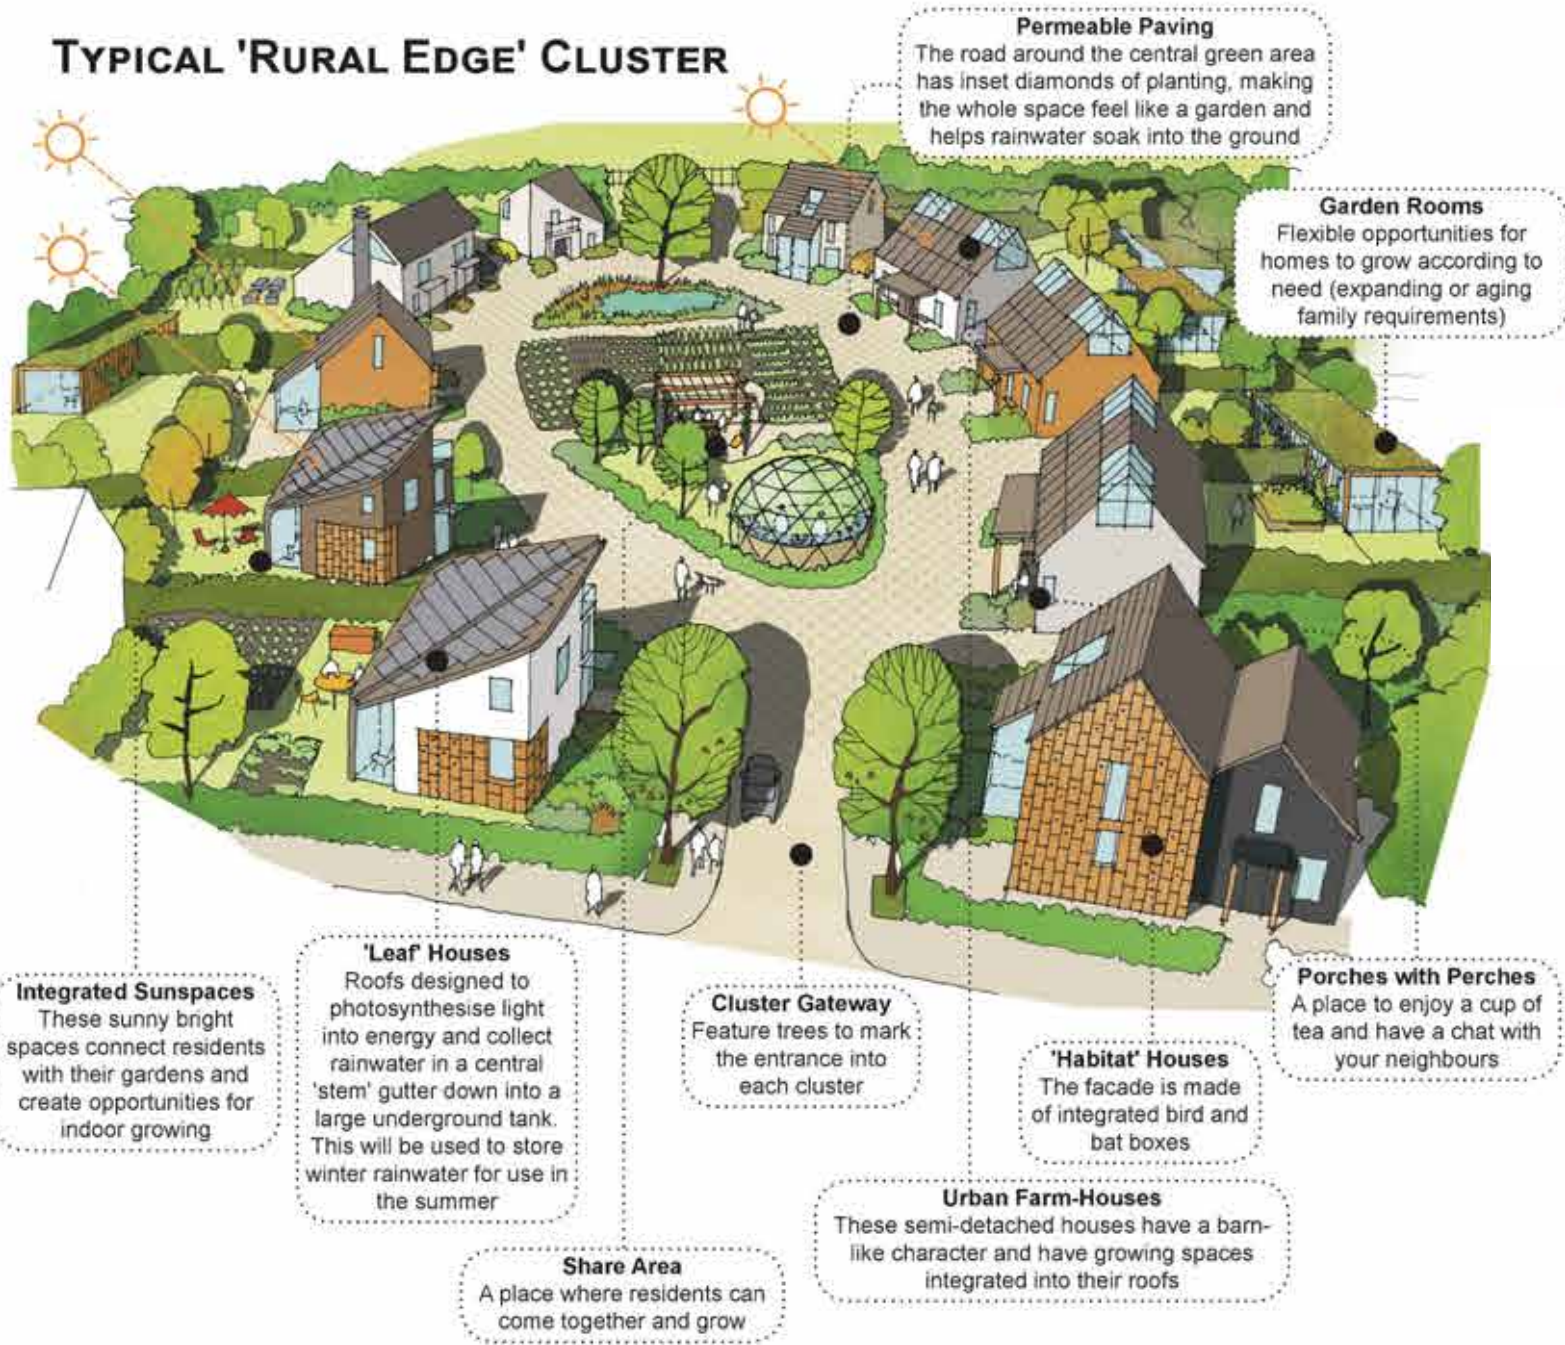 TYPICAL 'RURAL EDGE' CLUSTER
Permeable Paving
The road around the central green area
has inset diamonds of planting, making
the whole space feel like a garden and
helps rainwater soak into the ground
Garden Rooms
Flexible opportunities for
homes to grow according to
need (expanding or aging
family requirements)
Integrated Sunspaces
These sunny bright
spaces connect residents
with their gardens and
create opportunities for
indoor growing
'Leaf' Houses
Roofs designed to
photosynthesise light
into energy and collect
rainwater in a central
'stem' gutter down into a
large underground tank.
This will be used to store
winter rainwater for use in
the summer
Cluster Gateway
Feature trees to mark
the entrance into
each cluster
'Habitat' Houses
The facade is made
of integrated bird and
bat boxes
Porches with Perches
A place to enjoy a cup of
tea and have a chat with
your neighbours
Urban Farm-Houses
These semi-detached houses have a barn-
like character and have growing spaces
integrated into their roofs
Share Area
A place where residents can
come together and grow